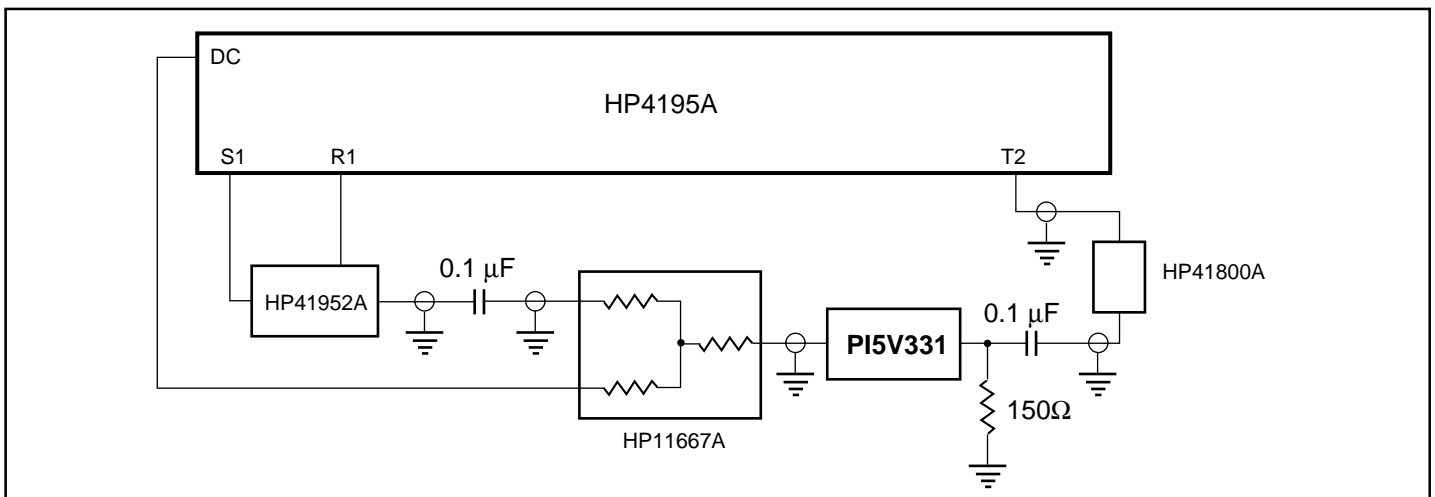 DC
HP4195A
S1
R1
T2
HP41952A
0.1 μF
HP11667A
PI5V331
0.1 μF
150Ω
HP41800A